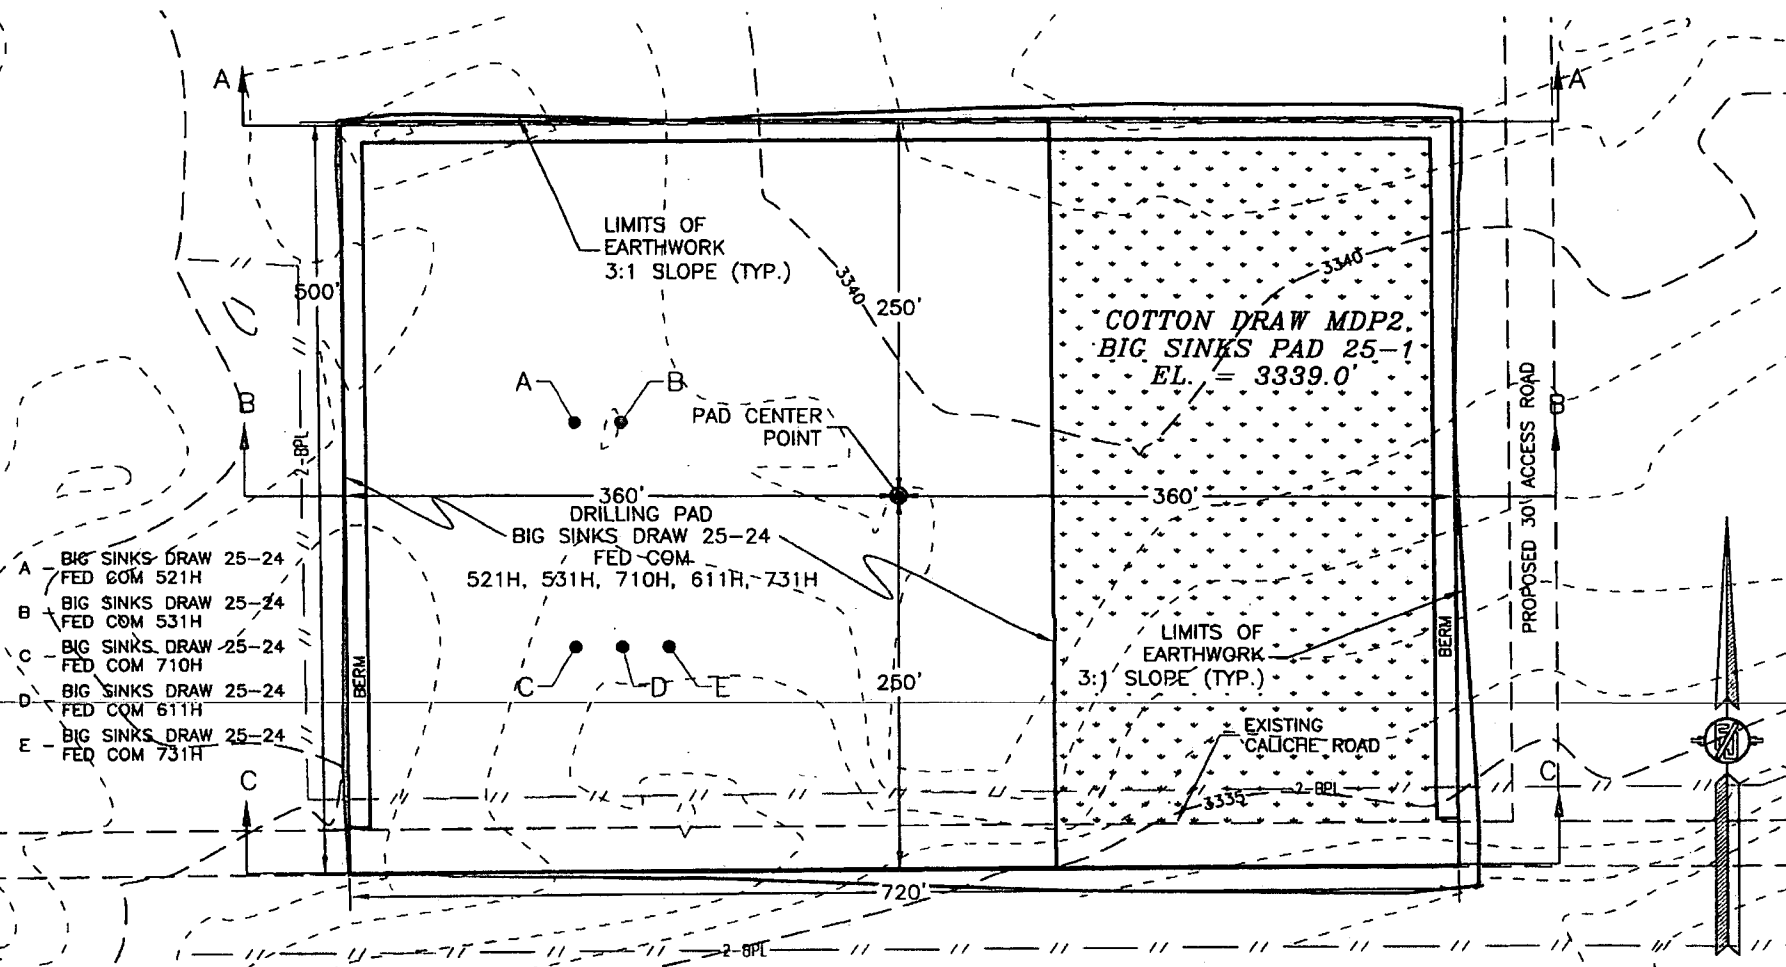 A
A
LIMITS OF
EARTHWORK
3:1 SLOPE (TYP.)
500'
3340
250'
3340
COTTON DRAW MDP2,
BIG SINKS PAD 25-1
EL. = 3339.0'
A
B
PAD CENTER
POINT
B
B
2-BPL
360'
360'
PROPOSED 30' ACCESS ROAD
DRILLING PAD
BIG SINKS DRAW 25-24
FED COM
521H, 531H, 710H, 611H, 731H
A - BIG SINKS DRAW 25-24
FED COM 521H
B - BIG SINKS DRAW 25-24
FED COM 531H
C - BIG SINKS DRAW 25-24
FED COM 710H
D - BIG SINKS DRAW 25-24
FED COM 611H
E - BIG SINKS DRAW 25-24
FED COM 731H
BERM
C
D
E
250'
LIMITS OF
EARTHWORK
3:1 SLOPE (TYP.)
BERM
EXISTING
CALICHE ROAD
C
C
3335
2-BPL
720'
2-BPL